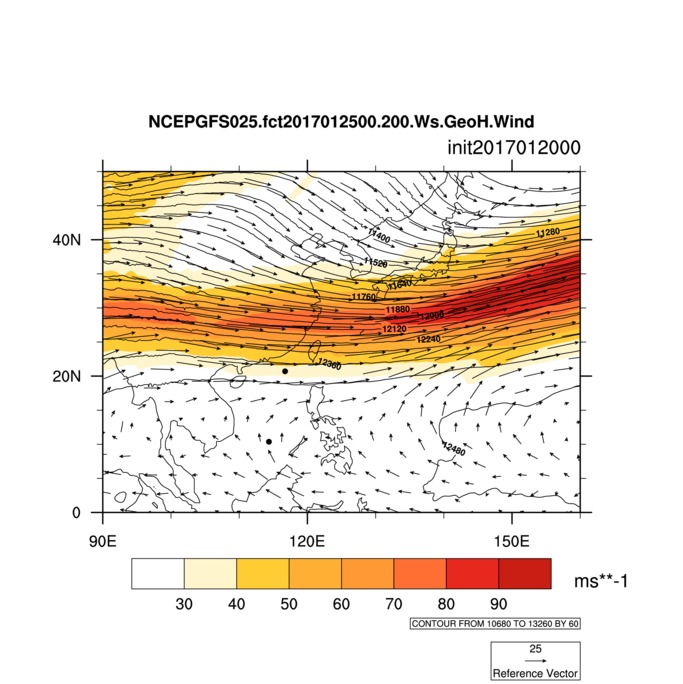 NCEPGFS025.fct2017012500.200.Ws.GeoH.Wind
init2017012000
40N
20N
0
11400
11280
11520
11640
11760
11880
12000
12120
12240
12360
12480
90E 120E 150E
30 40 50 60 70 80 90
ms**-1
CONTOUR FROM 10680 TO 13260 BY 60
25
Reference Vector